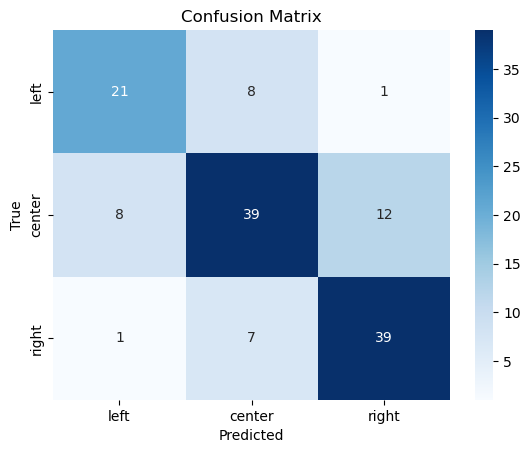 Confusion Matrix
True
left
21 8 1
center
8 39 12
right
1 7 39
left center right
Predicted
35
30
25
20
15
10
5